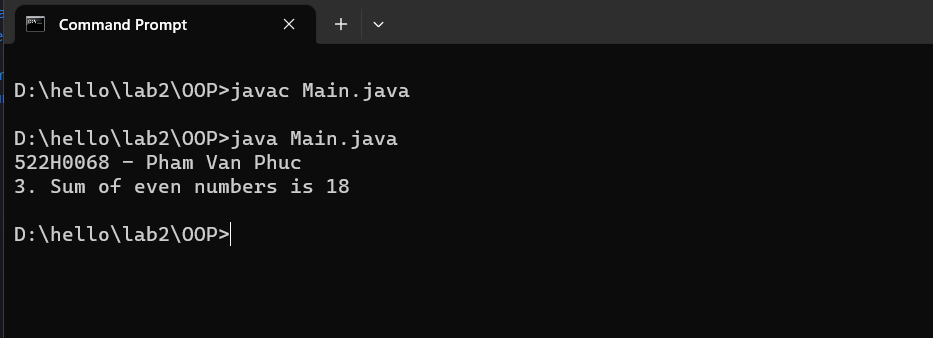 Command Prompt
D:\hello\lab2\OOP>javac Main.java
D:\hello\lab2\OOP>java Main.java
522H0068 - Pham Van Phuc
3. Sum of even numbers is 18
D:\hello\lab2\OOP>